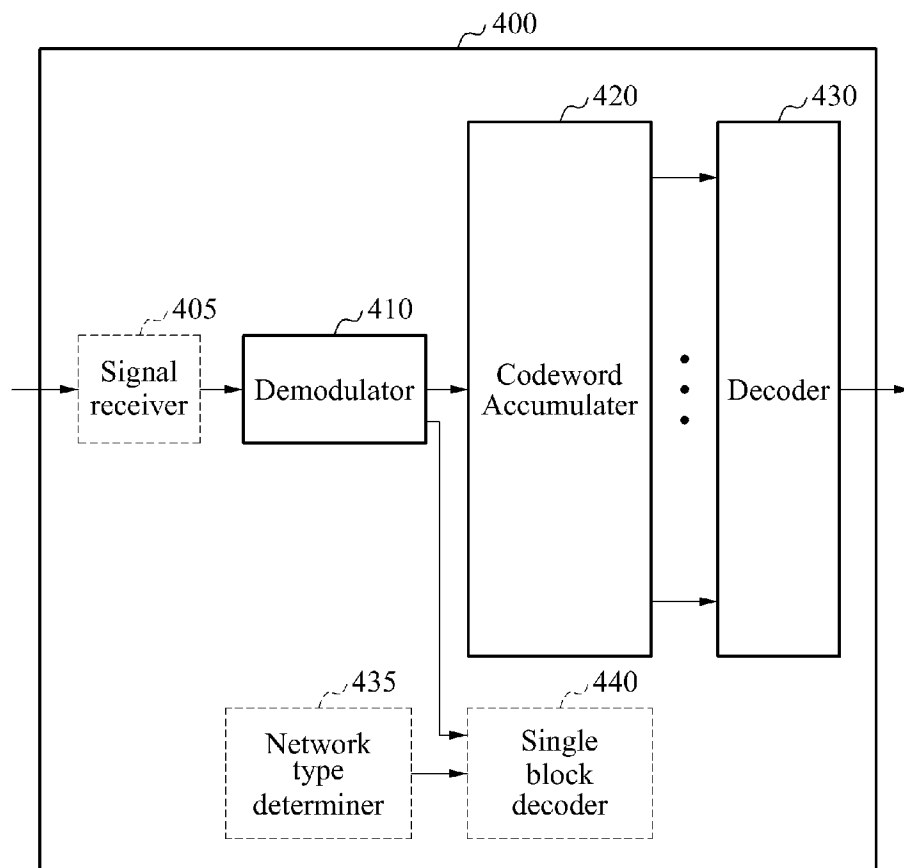 400
420
430
405
410
Signal
receiver
Demodulator
Codeword
Accumulater
Decoder
435
440
Network
type
determiner
Single
block
decoder